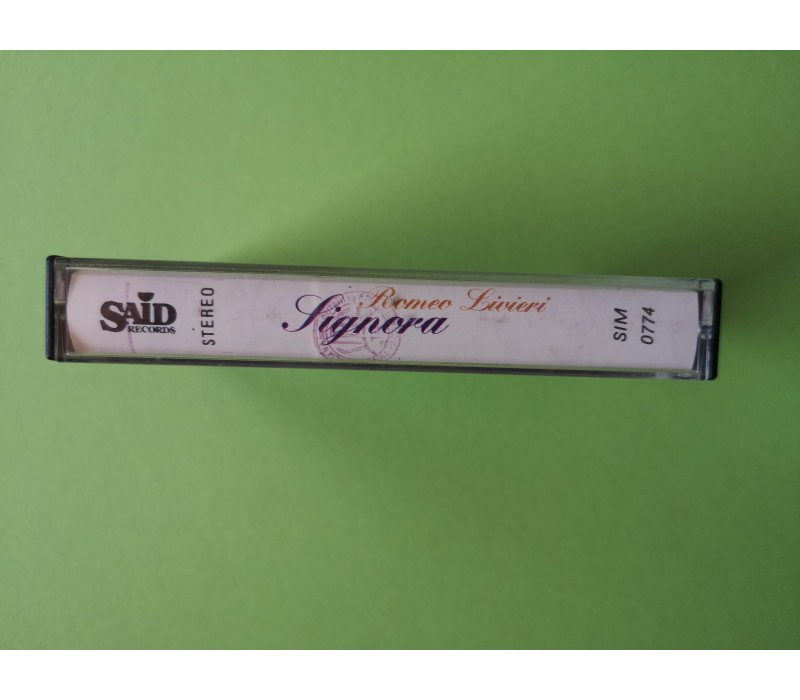 SAID
RECORDS
STEREO
Romeo Livieri
Signora
SIM
0774